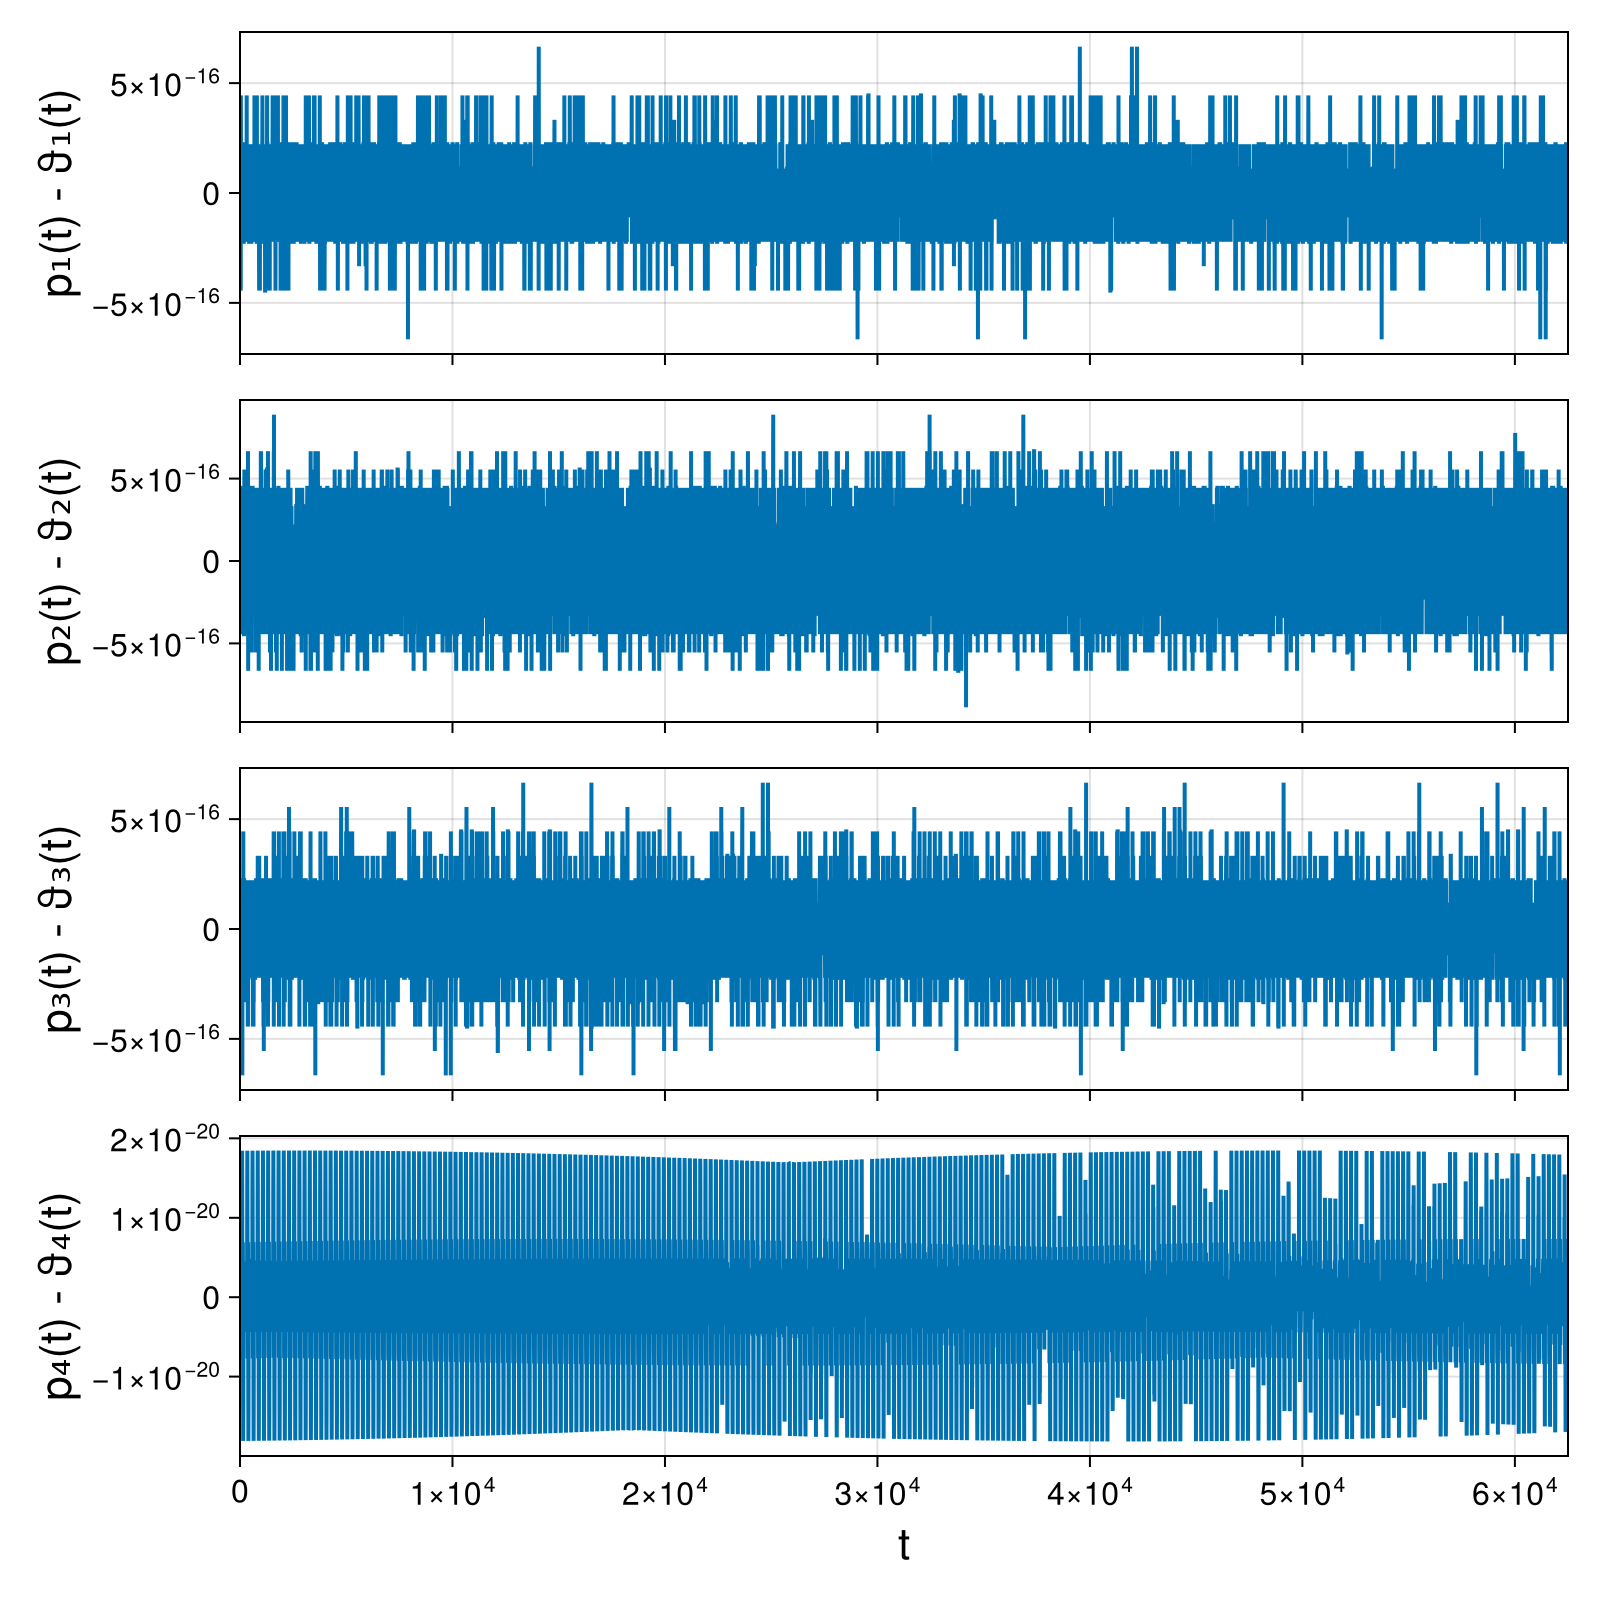 p₁(t) - ϑ₁(t)
5×10⁻¹⁶
0
−5×10⁻¹⁶
p₂(t) - ϑ₂(t)
5×10⁻¹⁶
0
−5×10⁻¹⁶
p₃(t) - ϑ₃(t)
5×10⁻¹⁶
0
−5×10⁻¹⁶
p₄(t) - ϑ₄(t)
2×10⁻²⁰
1×10⁻²⁰
0
−1×10⁻²⁰
0 1×10⁴ 2×10⁴ 3×10⁴ 4×10⁴ 5×10⁴ 6×10⁴
t